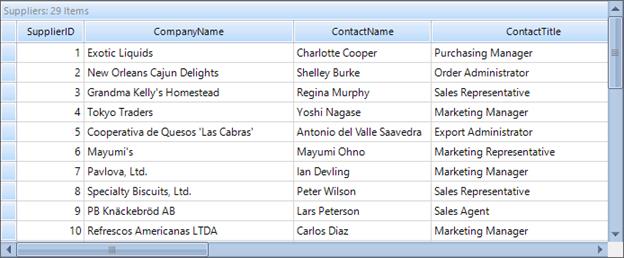 Suppliers: 29 Items
SupplierID CompanyName ContactName ContactTitle
1 Exotic Liquids Charlotte Cooper Purchasing Manager
2 New Orleans Cajun Delights Shelley Burke Order Administrator
3 Grandma Kelly's Homestead Regina Murphy Sales Representative
4 Tokyo Traders Yoshi Nagase Marketing Manager
5 Cooperativa de Quesos 'Las Cabras' Antonio del Valle Saavedra Export Administrator
6 Mayumi's Mayumi Ohno Marketing Representative
7 Pavlova, Ltd. Ian Devling Marketing Manager
8 Specialty Biscuits, Ltd. Peter Wilson Sales Representative
9 PB Knäckebröd AB Lars Peterson Sales Agent
10 Refrescos Americanas LTDA Carlos Diaz Marketing Manager